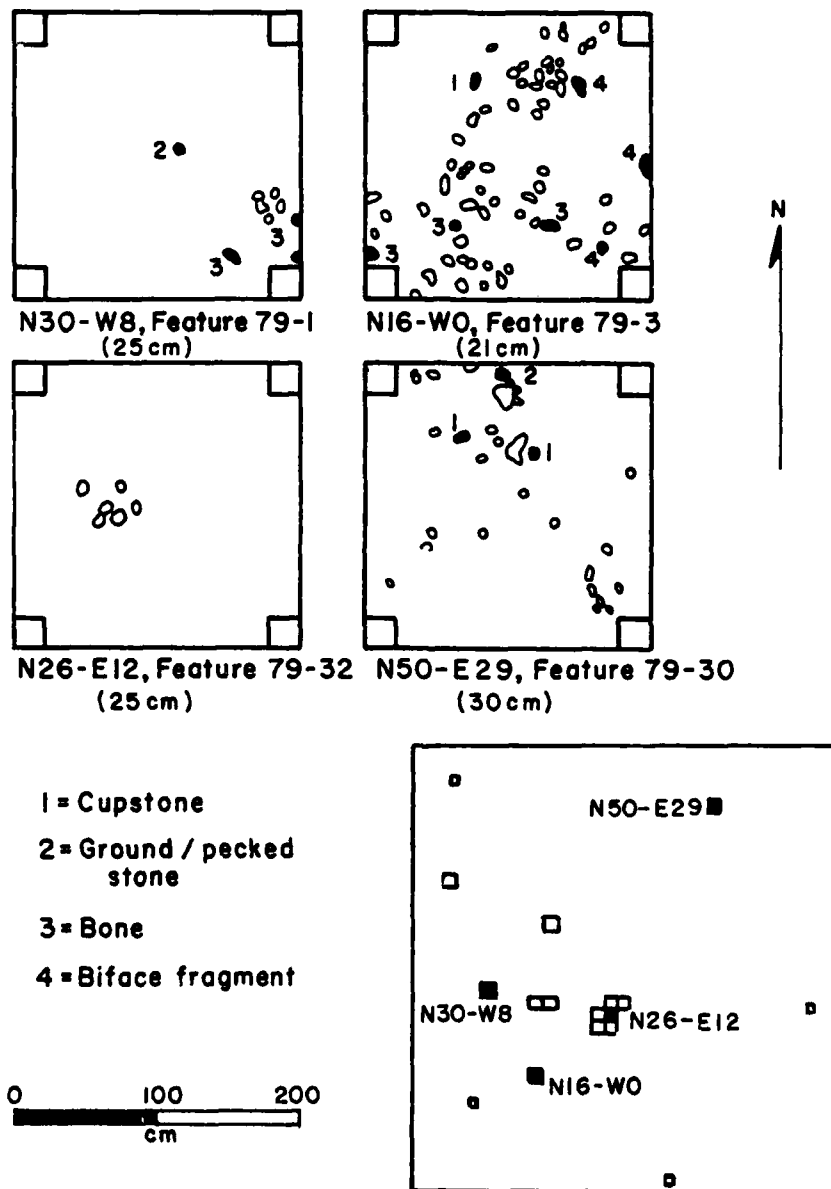 2
3
3
N30-W8, Feature 79-1
(25cm)
1
4
4
3
3
4
3
N16-W0, Feature 79-3
(21cm)
N
N26-E12, Feature 79-32
(25cm)
2
1
1
N50-E29, Feature 79-30
(30cm)
1 = Cupstone
2 = Ground / pecked
stone
3 = Bone
4 = Biface fragment
0 100 200
cm
N50-E29
N30-W8
N26-E12
N16-W0